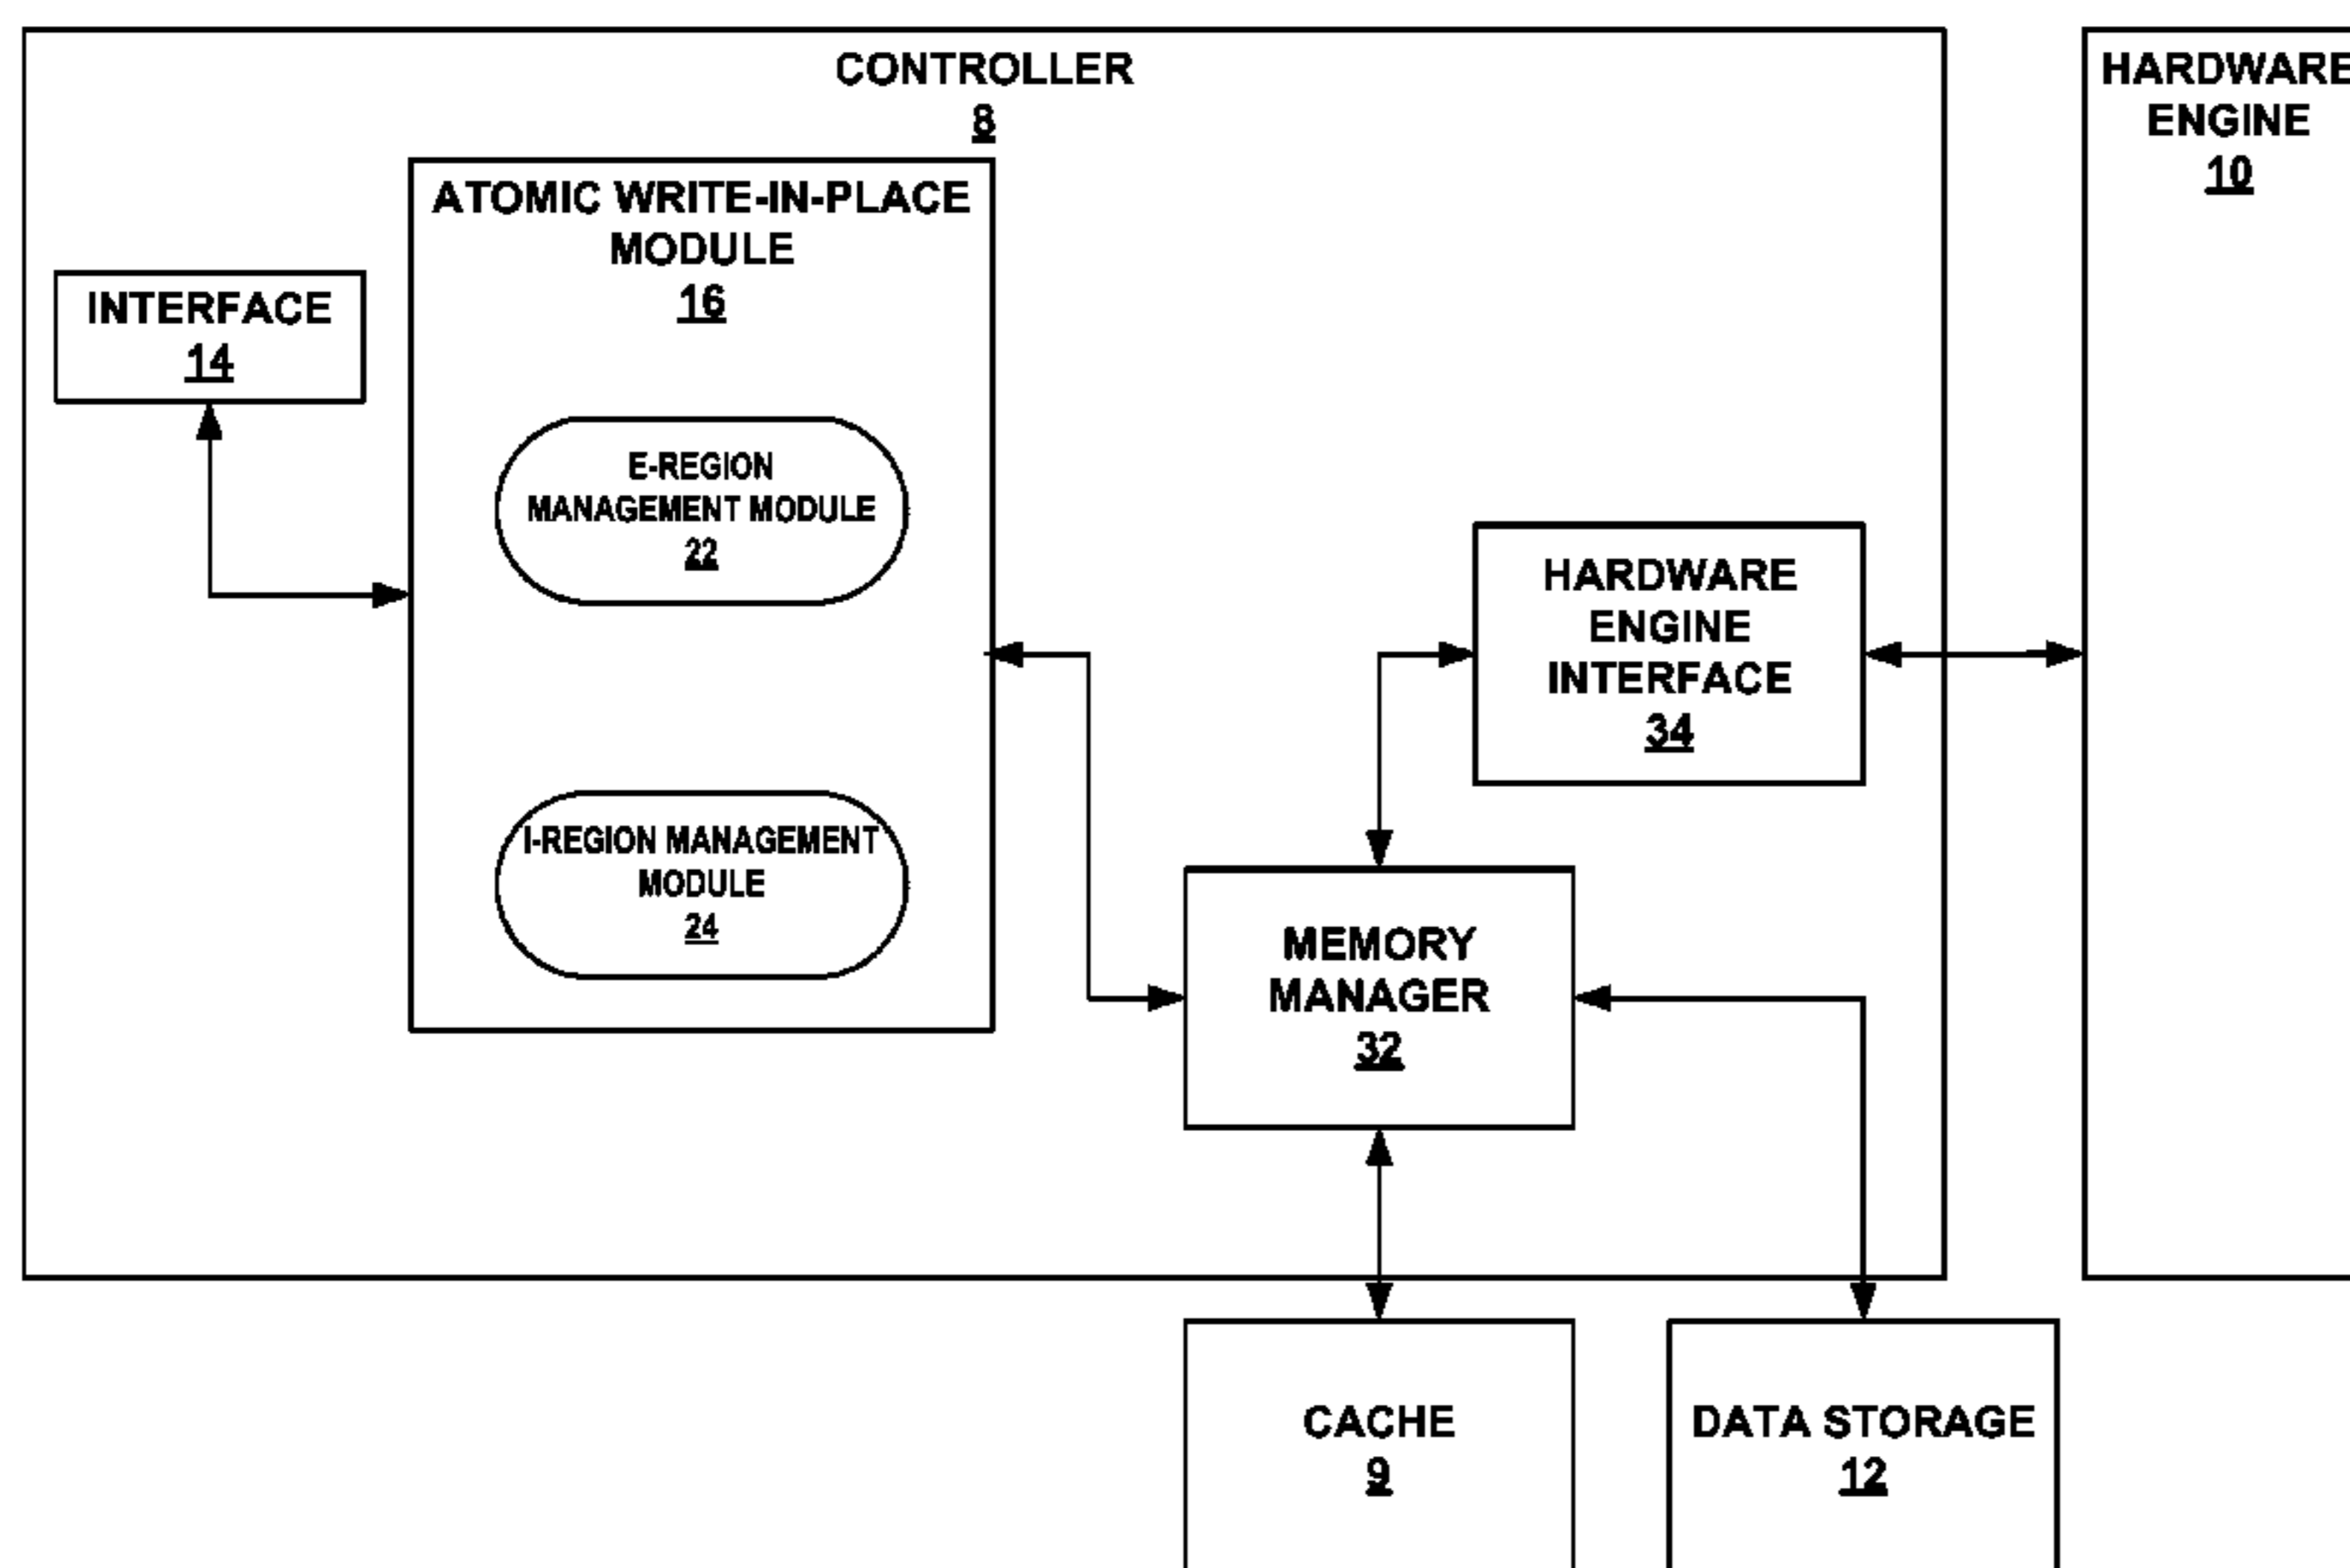 CONTROLLER
8
HARDWARE
ENGINE
10
ATOMIC WRITE-IN-PLACE
MODULE
16
INTERFACE
14
E-REGION
MANAGEMENT MODULE
22
HARDWARE
ENGINE
INTERFACE
34
I-REGION MANAGEMENT
MODULE
24
MEMORY
MANAGER
32
CACHE
9
DATA STORAGE
12